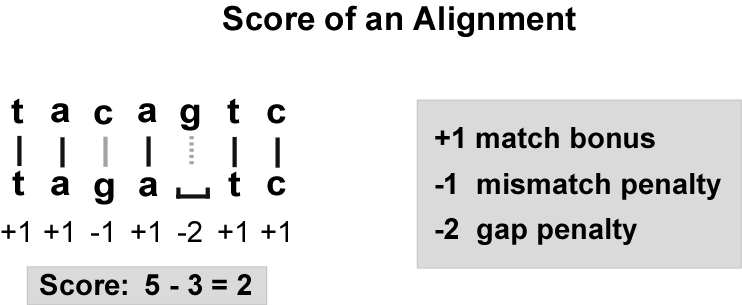 Score of an Alignment
t a c a g t c
t a g a t c
+1 +1 -1 +1 -2 +1 +1
Score: 5 - 3 = 2
+1 match bonus
-1 mismatch penalty
-2 gap penalty